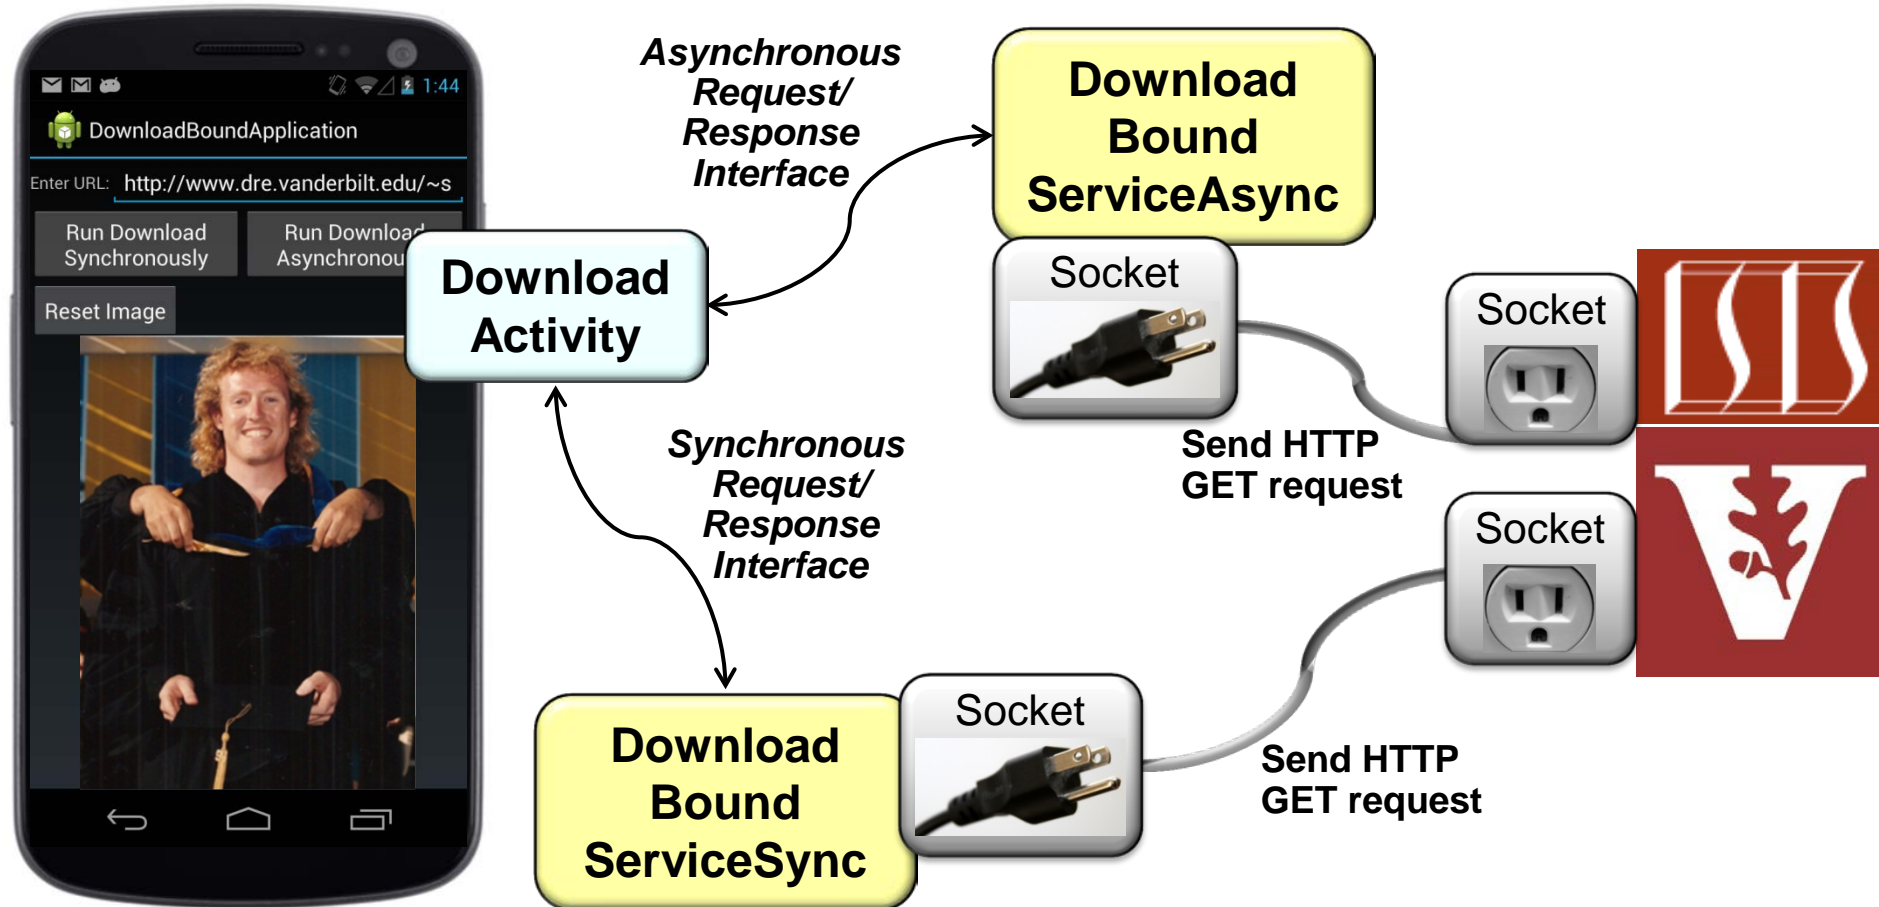 1:44
DownloadBoundApplication
Enter URL: http://www.dre.vanderbilt.edu/~s
Run Download
Synchronously
Run Download
Reset Image
Download
Activity
Asynchronous
Request/
Response
Interface
Download
Bound
ServiceAsync
Socket
Socket
Send HTTP
GET request
Synchronous
Request/
Response
Interface
Download
Bound
ServiceSync
Socket
Socket
Send HTTP
GET request
ISIS
V